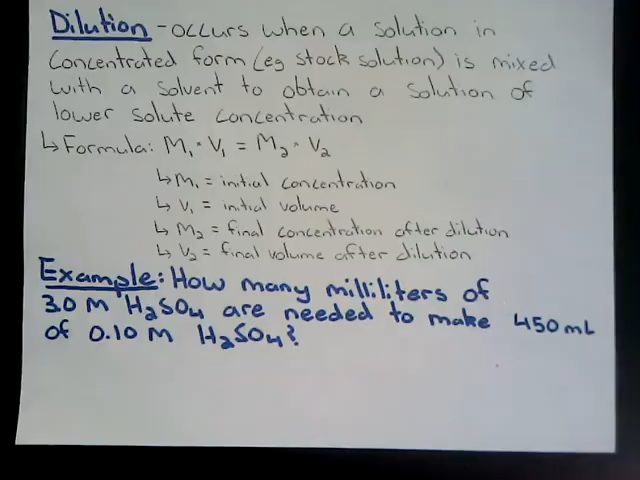 Dilution - occurs when a solution in
concentrated form (eg stock solution) is mixed
with a solvent to obtain a solution of
lower solute concentration
↳ Formula: M₁ · V₁ = M₂ · V₂
↳ M₁ = initial concentration
↳ V₁ = initial volume
↳ M₂ = final concentration after dilution
↳ V₂ = final volume after dilution
Example: How many milliliters of
3.0 M H₂SO₄ are needed to make 450 mL
of 0.10 M H₂SO₄?